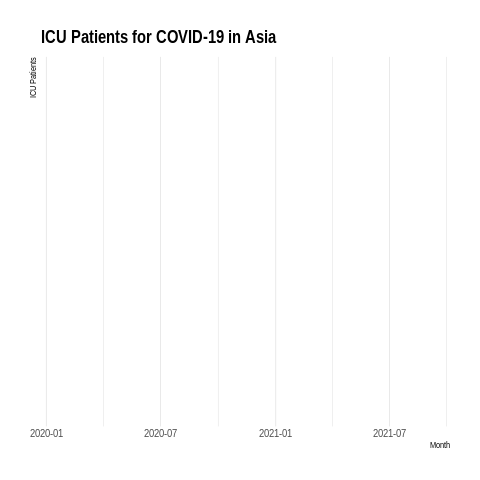 ICU Patients for COVID-19 in Asia
ICU Patients
2020-01 2020-07 2021-01 2021-07
Month